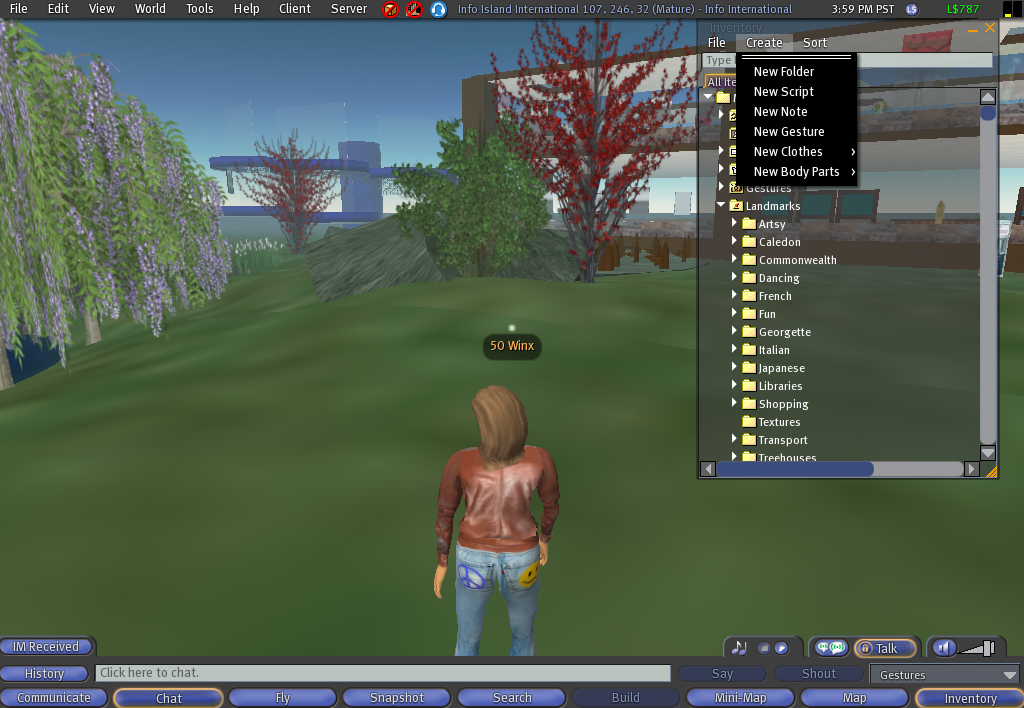 File Edit View World Tools Help Client Server Info Island International 107, 246, 32 (Mature) - Info International 3:59 PM PST L$ L$787
Inventory
File Create Sort
Type
New Folder
All Ite
New Script
New Note
New Gesture
New Clothes
New Body Parts
Gestures
Landmarks
Artsy
Caledon
Commonwealth
Dancing
French
Fun
Georgette
50 Winx
Italian
Japanese
Libraries
Shopping
Textures
Transport
Treehouses
IM Received
Talk
History Click here to chat. Say Shout Gestures
Communicate Chat Fly Snapshot Search Build Mini-Map Map Inventory